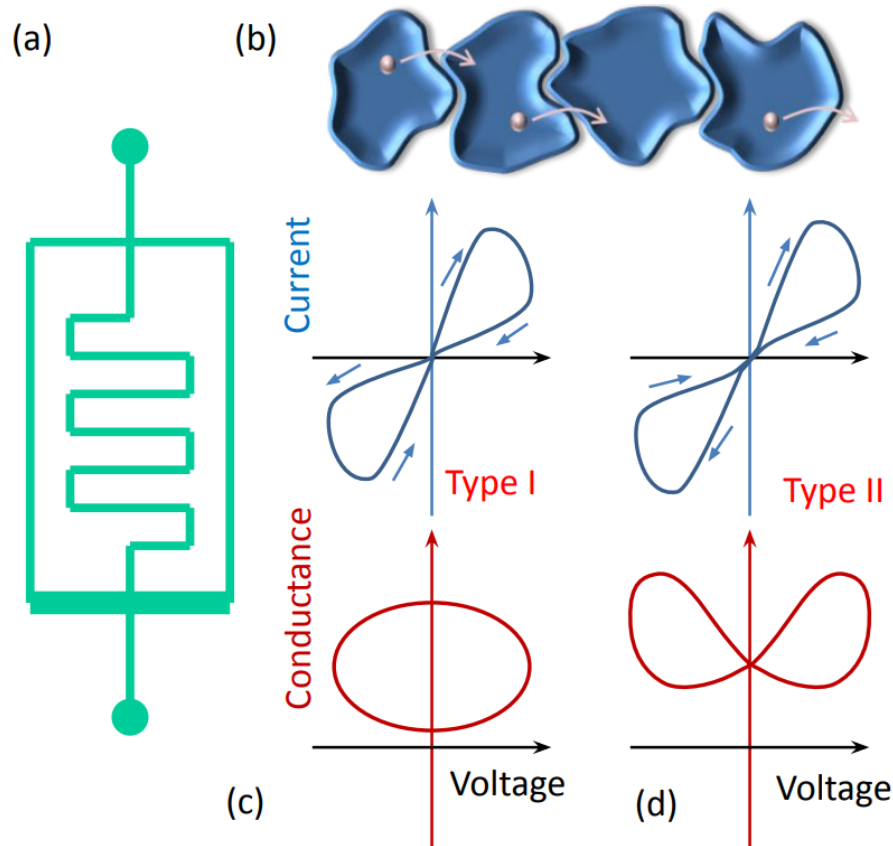 (a)
(b)
Current
Type I
Type II
Conductance
(c)
Voltage
(d)
Voltage